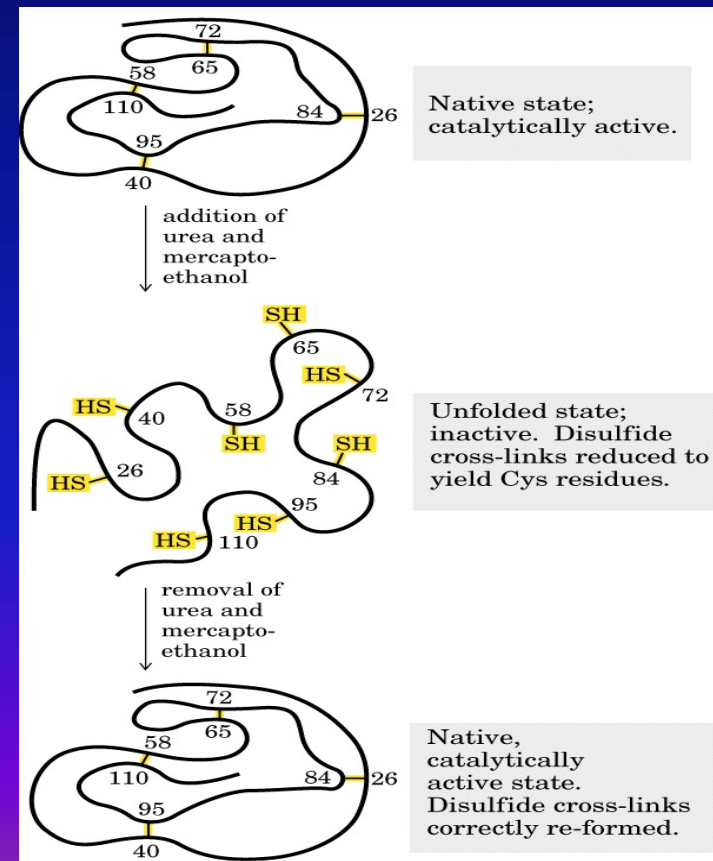 72
65
58
110
84
26
95
40
Native state;
catalytically active.
addition of
urea and
mercapto-
ethanol
SH
65
HS
72
HS
40
58
SH
SH
84
HS
26
95
HS
HS
110
Unfolded state;
inactive. Disulfide
cross-links reduced to
yield Cys residues.
removal of
urea and
mercapto-
ethanol
72
65
58
110
84
26
95
40
Native,
catalytically
active state.
Disulfide cross-links
correctly re-formed.